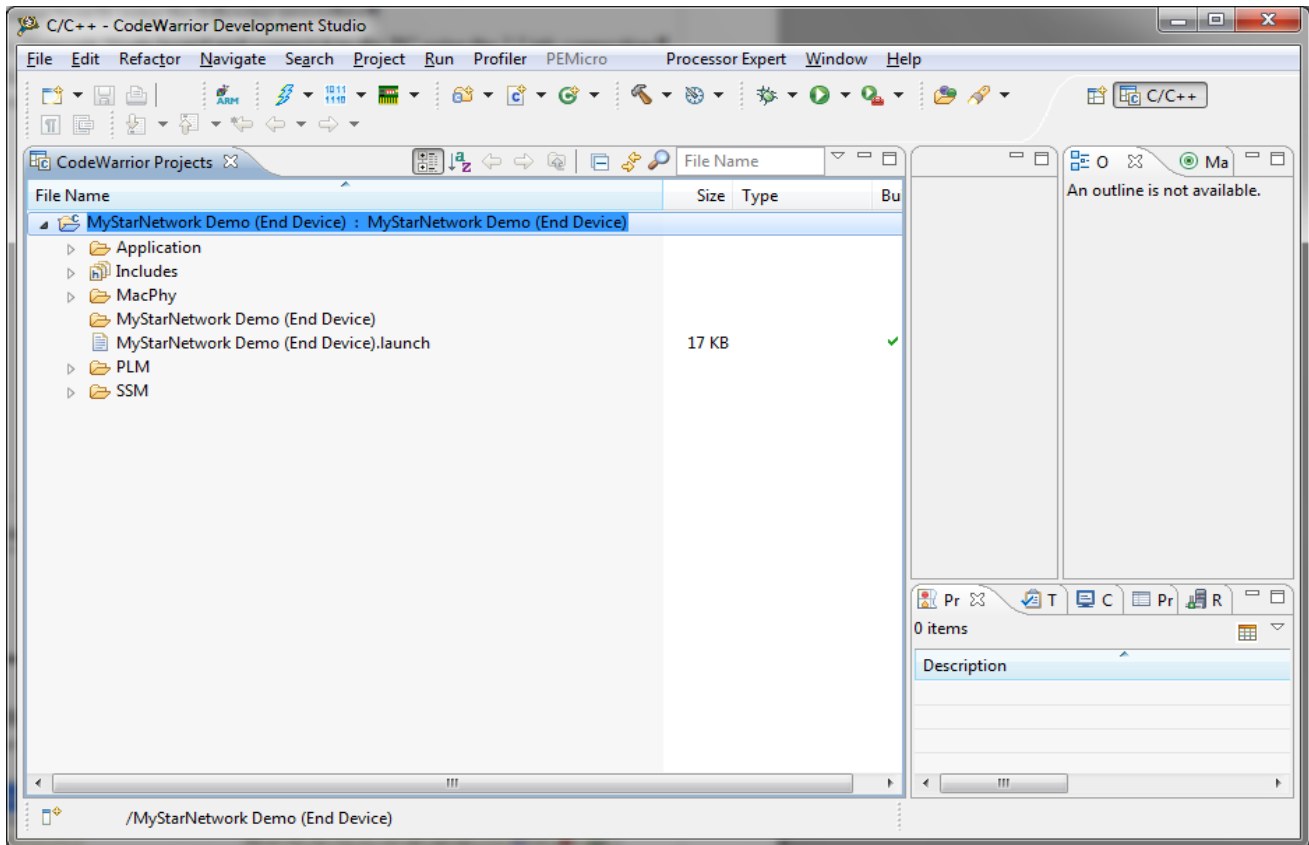 C/C++ - CodeWarrior Development Studio
File Edit Refactor Navigate Search Project Run Profiler PEMicro Processor Expert Window Help
ARM
1011
1110
C/C++
CodeWarrior Projects
File Name
O
Ma
File Name Size Type Bu
An outline is not available.
MyStarNetwork Demo (End Device) : MyStarNetwork Demo (End Device)
Application
Includes
MacPhy
MyStarNetwork Demo (End Device)
MyStarNetwork Demo (End Device).launch 17 KB
PLM
SSM
Pr T C Pr R
0 items
Description
/MyStarNetwork Demo (End Device)